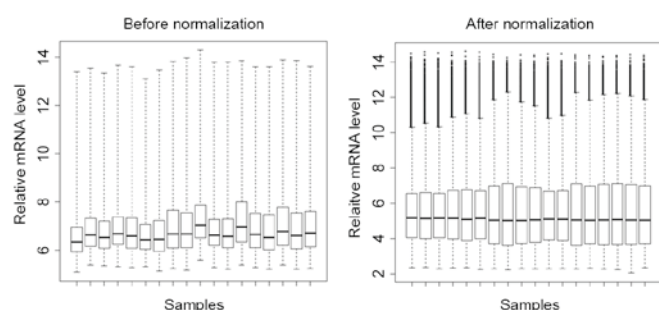 Before normalization
Relative mRNA level
14
12
10
8
6
Samples
After normalization
Relaitve mRNA level
14
12
10
8
6
4
2
Samples